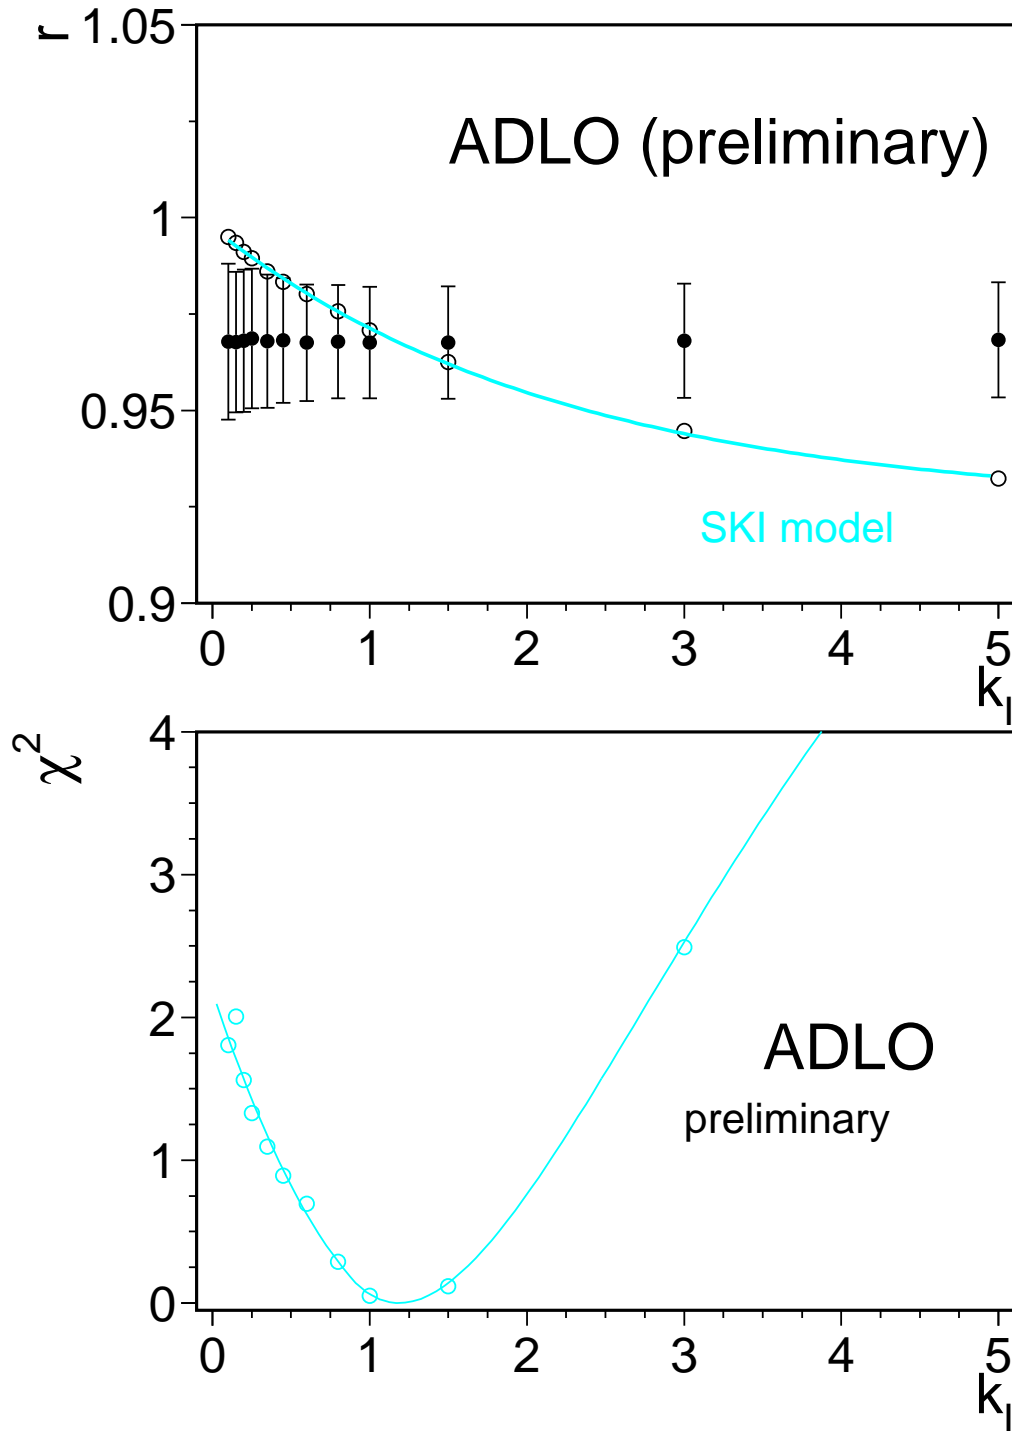 r
1.05
ADLO (preliminary)
1
0.95
SKI model
0.9
0 1 2 3 4 5
k_I
χ²
4
3
2
ADLO
preliminary
1
0
0 1 2 3 4 5
k_I